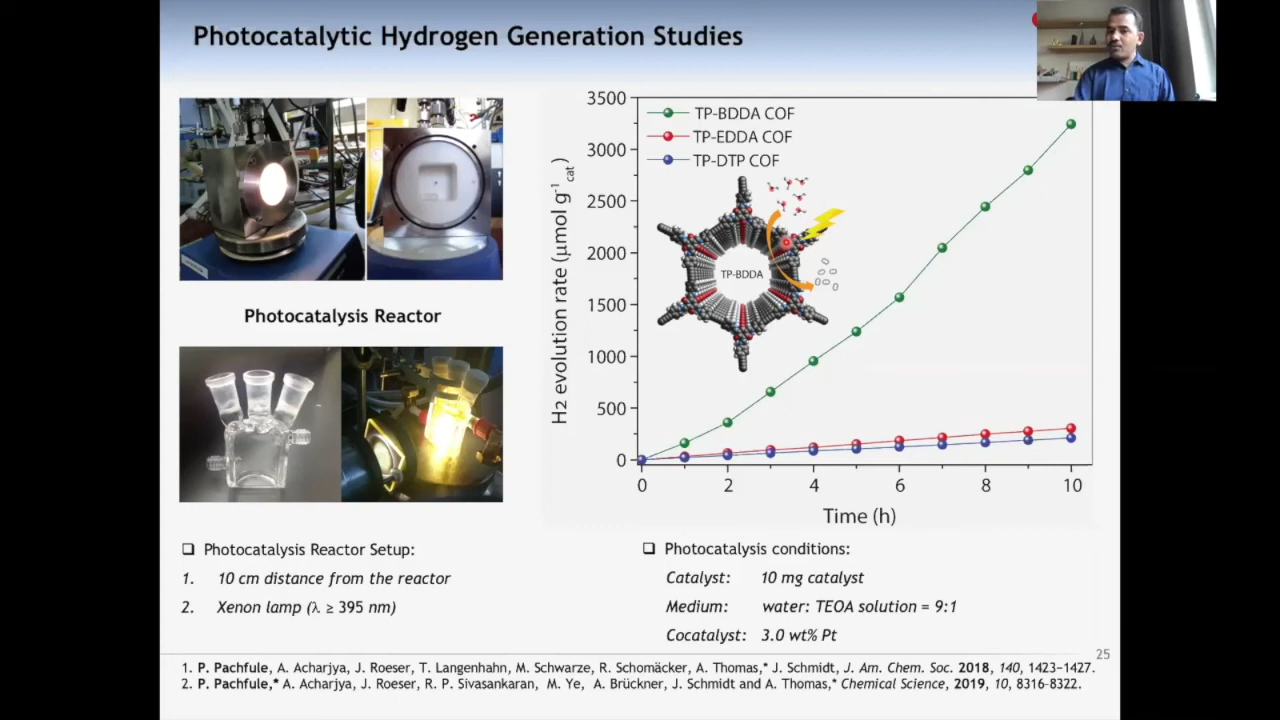 Photocatalytic Hydrogen Generation Studies
Photocatalysis Reactor
❑ Photocatalysis Reactor Setup:
1. 10 cm distance from the reactor
2. Xenon lamp (λ ≥ 395 nm)
TP-BDDA COF
TP-EDDA COF
TP-DTP COF
TP-BDDA
H2 evolution rate (μmol g⁻¹cat)
3500
3000
2500
2000
1500
1000
500
0
0 2 4 6 8 10
Time (h)
❑ Photocatalysis conditions:
Catalyst: 10 mg catalyst
Medium: water: TEOA solution = 9:1
Cocatalyst: 3.0 wt% Pt
25
1. P. Pachfule, A. Acharjya, J. Roeser, T. Langenhahn, M. Schwarze, R. Schomäcker, A. Thomas,* J. Schmidt, J. Am. Chem. Soc. 2018, 140, 1423–1427.
2. P. Pachfule,* A. Acharjya, J. Roeser, R. P. Sivasankaran, M. Ye, A. Brückner, J. Schmidt and A. Thomas,* Chemical Science, 2019, 10, 8316-8322.